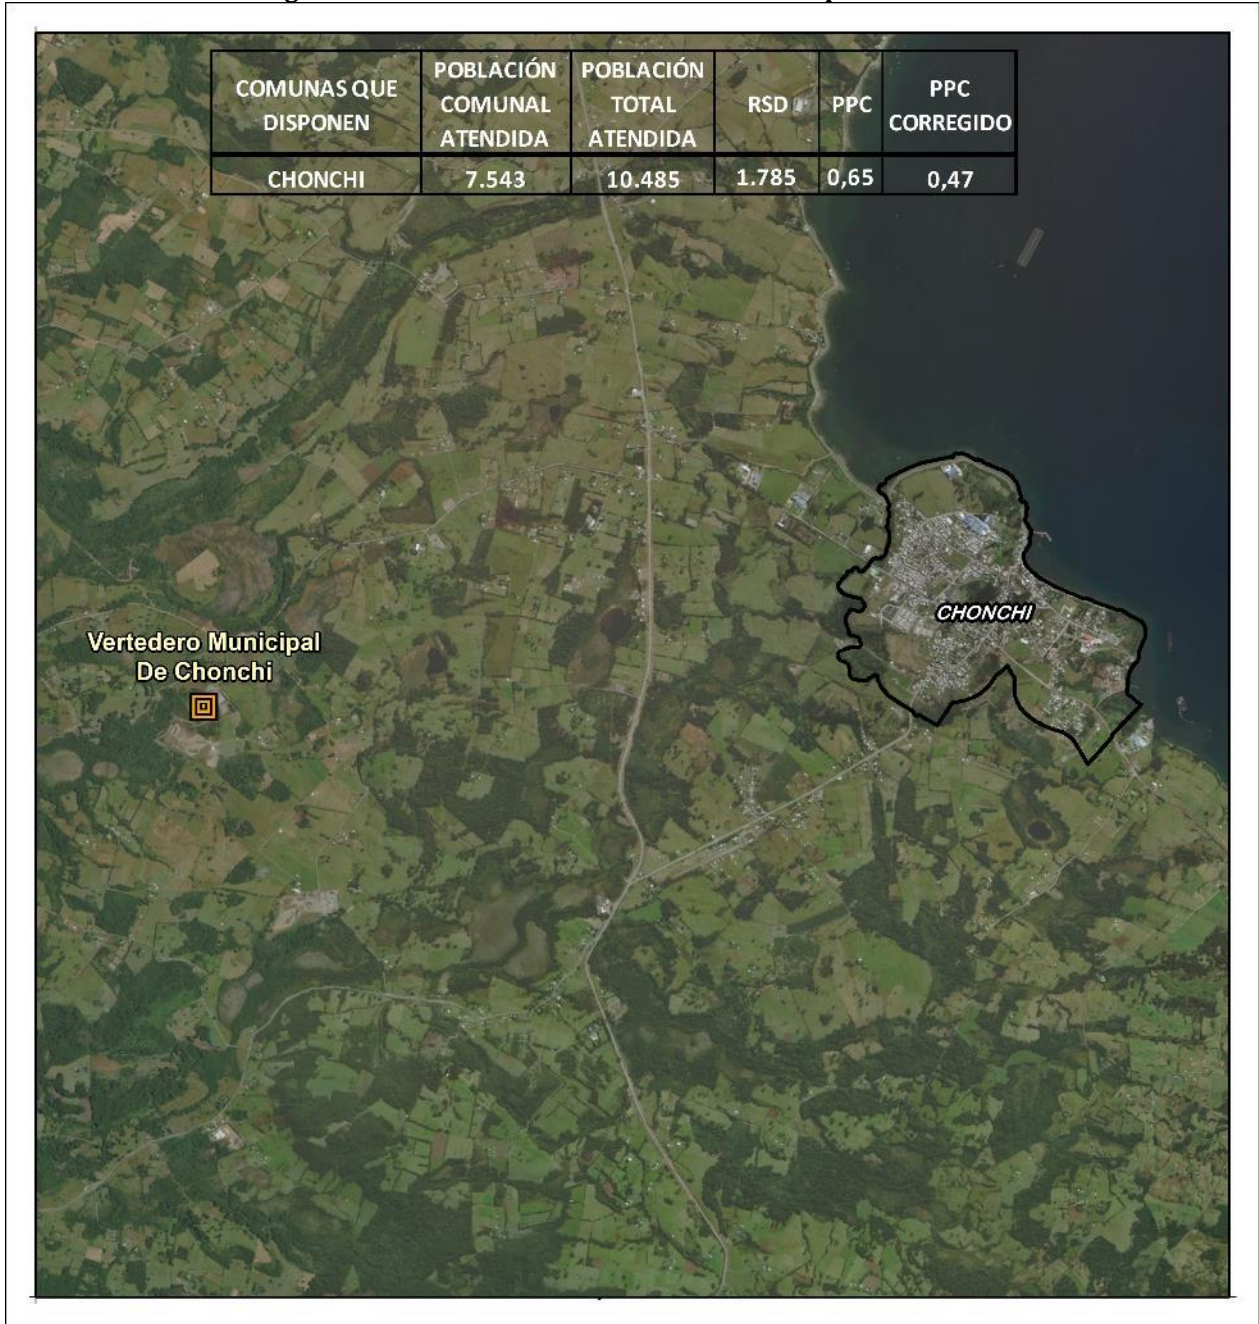 COMUNAS QUE
DISPONEN
POBLACIÓN
COMUNAL
ATENDIDA
POBLACIÓN
TOTAL
ATENDIDA
RSD
PPC
PPC
CORREGIDO
CHONCHI
7.543
10.485
1.785
0,65
0,47
CHONCHI
Vertedero Municipal
De Chonchi